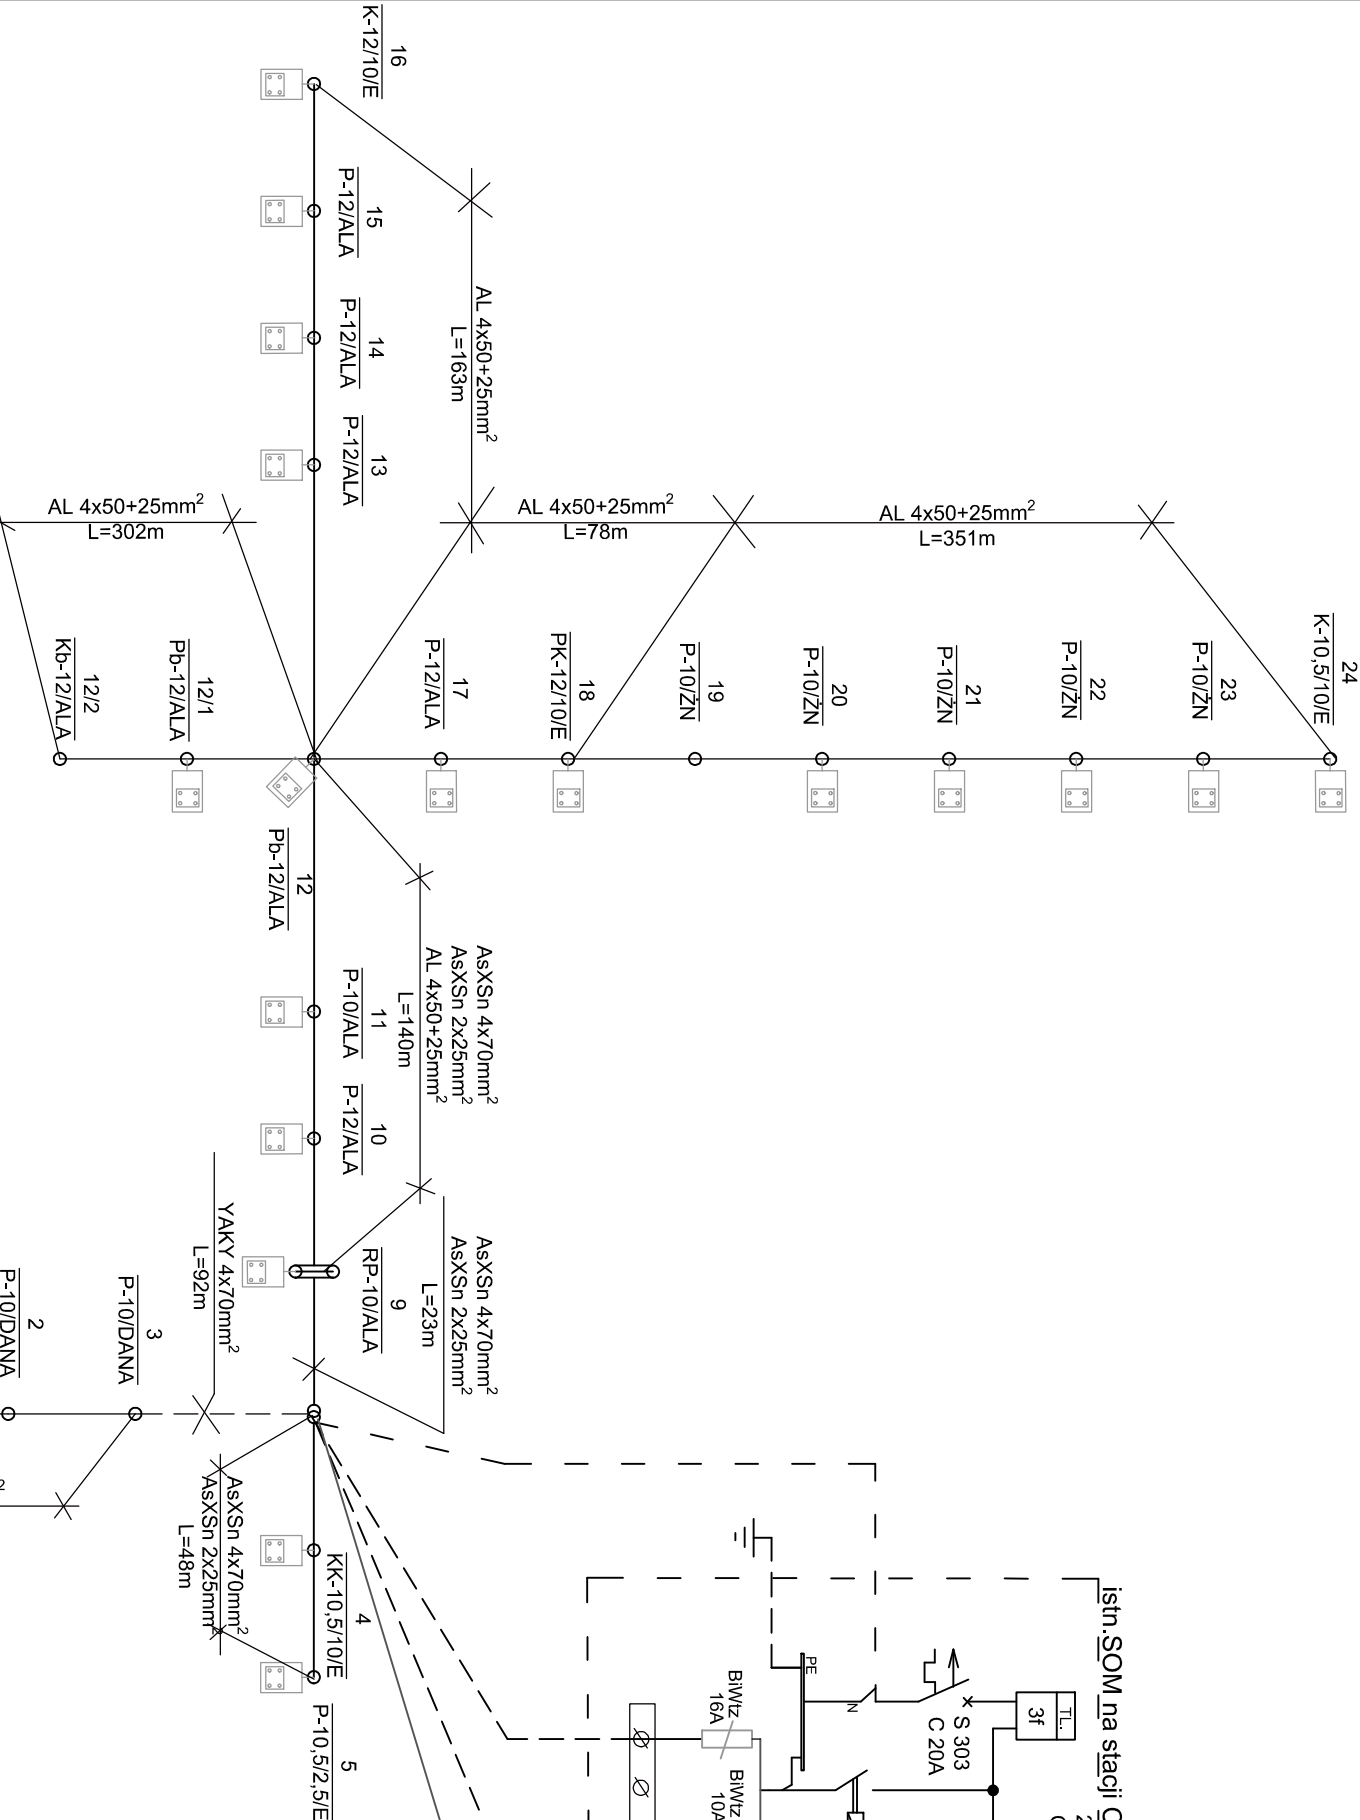 16
K-12/10/E
15
P-12/ALA
14
P-12/ALA
13
P-12/ALA
AL 4x50+25mm²
L=163m
AL 4x50+25mm²
L=302m
AL 4x50+25mm²
L=78m
AL 4x50+25mm²
L=351m
12/2
Kb-12/ALA
12/1
Pb-12/ALA
17
P-12/ALA
18
PK-12/10/E
19
P-10/ŻN
20
P-10/ŻN
21
P-10/ŻN
22
P-10/ŻN
23
P-10/ŻN
24
K-10,5/10/E
12
Pb-12/ALA
11
P-10/ALA
10
P-12/ALA
AsXSn 4x70mm²
AsXSn 2x25mm²
AL 4x50+25mm²
L=140m
9
RP-10/ALA
AsXSn 4x70mm²
AsXSn 2x25mm²
L=23m
YAKY 4x70mm²
L=92m
3
P-10/DANA
2
P-10/DANA
2
AsXSn 4x70mm²
AsXSn 2x25mm²
L=48m
4
KK-10,5/10/E
5
P-10,5/2,5/E
istn.SOM na stacji
TL.
3f
S 303
C 20A
PE
N
BiWtz
16A
BiWtz
10A